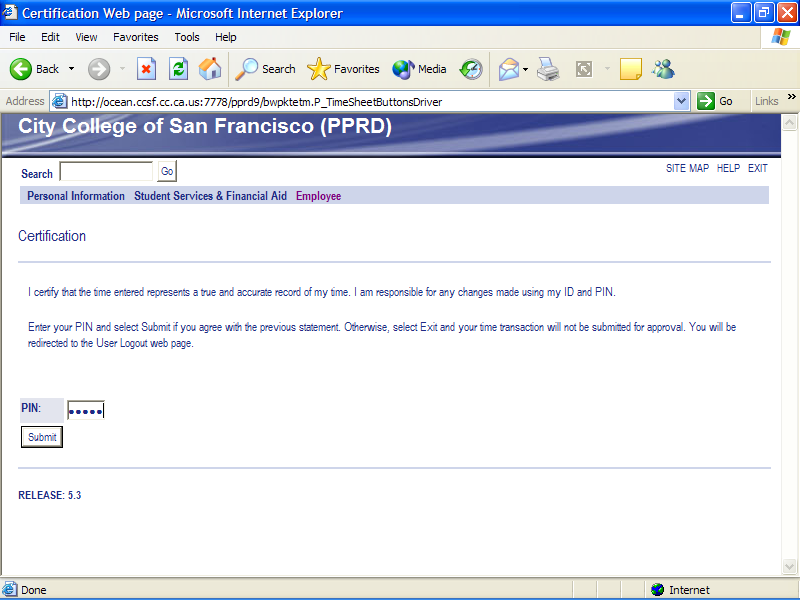 Certification Web page - Microsoft Internet Explorer
File Edit View Favorites Tools Help
Back Search Favorites Media
Address http://ocean.ccsf.cc.ca.us:7778/pprd9/bwpktetm.P_TimeSheetButtonsDriver Go Links »
City College of San Francisco (PPRD)
Search Go SITE MAP HELP EXIT
Personal Information Student Services & Financial Aid Employee
Certification
I certify that the time entered represents a true and accurate record of my time. I am responsible for any changes made using my ID and PIN.
Enter your PIN and select Submit if you agree with the previous statement. Otherwise, select Exit and your time transaction will not be submitted for approval. You will be
redirected to the User Logout web page.
PIN: •••••
Submit
RELEASE: 5.3
Done Internet